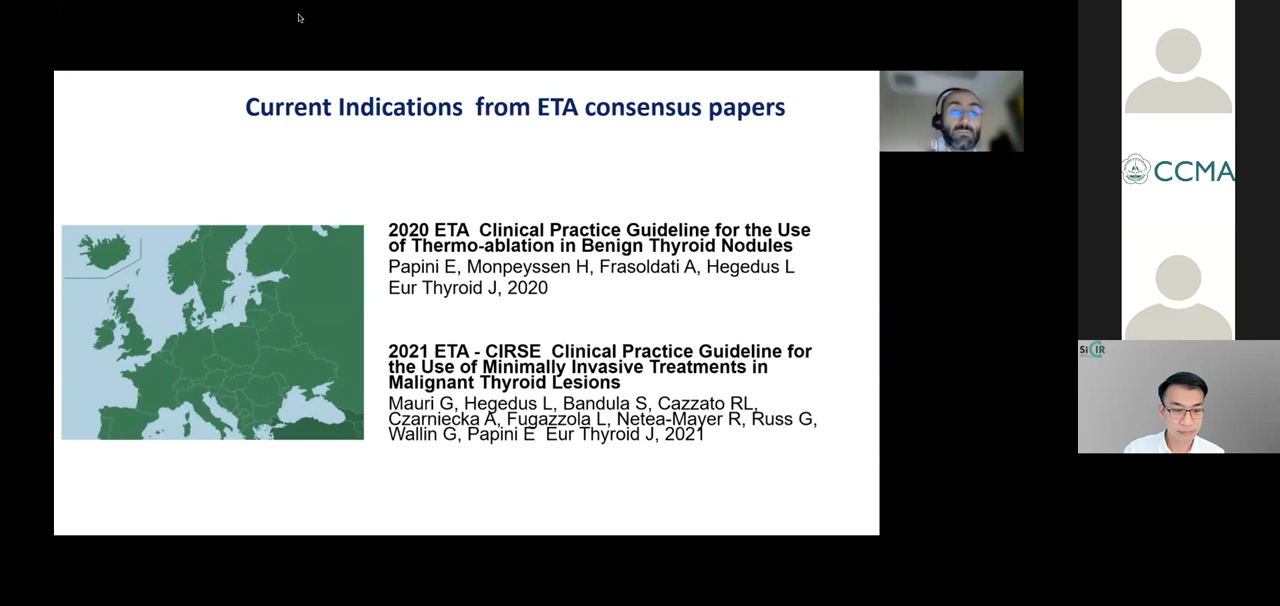 Current Indications from ETA consensus papers
2020 ETA Clinical Practice Guideline for the Use
of Thermo-ablation in Benign Thyroid Nodules
Papini E, Monpeyssen H, Frasoldati A, Hegedus L
Eur Thyroid J, 2020
2021 ETA - CIRSE Clinical Practice Guideline for
the Use of Minimally Invasive Treatments in
Malignant Thyroid Lesions
Mauri G, Hegedus L, Bandula S, Cazzato RL,
Czarniecka A, Fugazzola L, Netea-Mayer R, Russ G,
Wallin G, Papini E Eur Thyroid J, 2021
CCMA
SiCIR